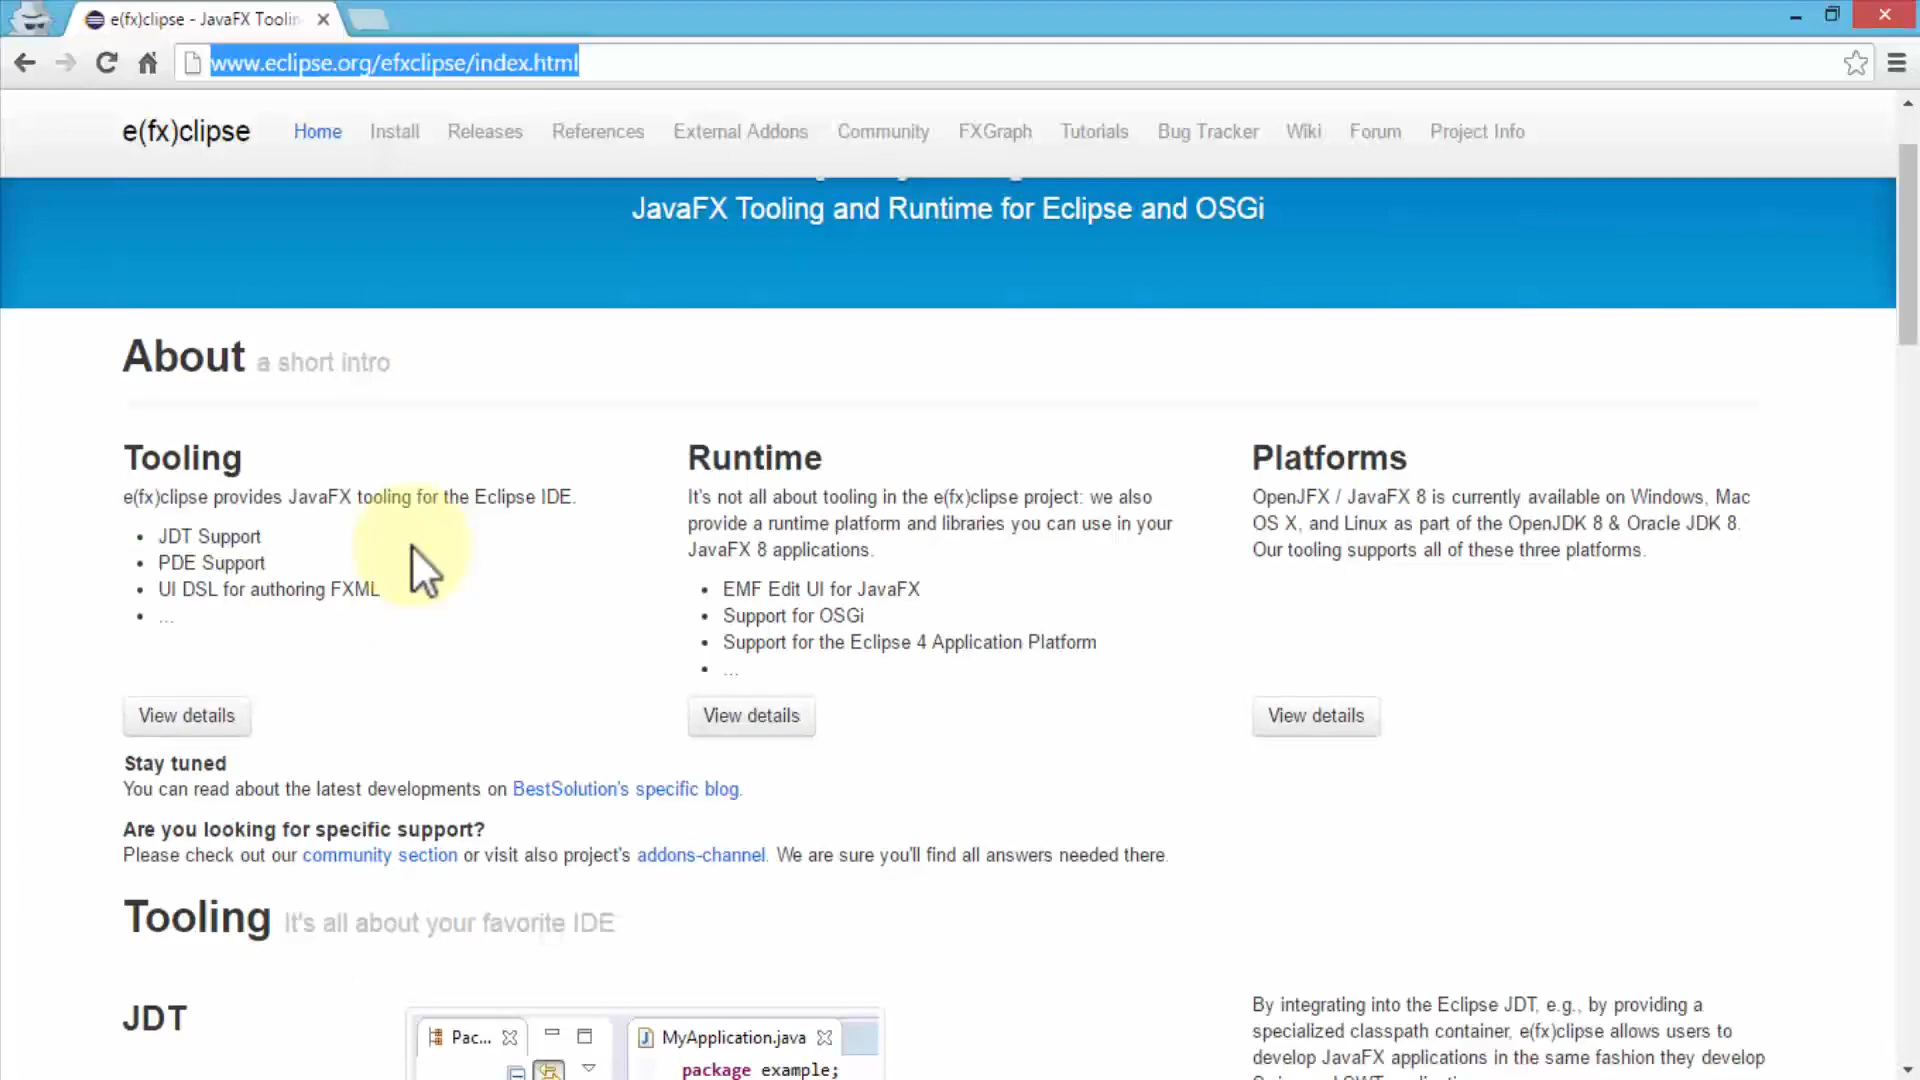 e(fx)clipse - JavaFX Toolin
www.eclipse.org/efxclipse/index.html
e(fx)clipse Home Install Releases References External Addons Community FXGraph Tutorials Bug Tracker Wiki Forum Project Info
JavaFX Tooling and Runtime for Eclipse and OSGi
About a short intro
Tooling
e(fx)clipse provides JavaFX tooling for the Eclipse IDE.
• JDT Support
• PDE Support
• UI DSL for authoring FXML
• ...
View details
Runtime
It's not all about tooling in the e(fx)clipse project: we also
provide a runtime platform and libraries you can use in your
JavaFX 8 applications.
• EMF Edit UI for JavaFX
• Support for OSGi
• Support for the Eclipse 4 Application Platform
• ...
View details
Platforms
OpenJFX / JavaFX 8 is currently available on Windows, Mac
OS X, and Linux as part of the OpenJDK 8 & Oracle JDK 8.
Our tooling supports all of these three platforms.
View details
Stay tuned
You can read about the latest developments on BestSolution's specific blog.
Are you looking for specific support?
Please check out our community section or visit also project's addons-channel. We are sure you'll find all answers needed there.
Tooling It's all about your favorite IDE
JDT
Pac...
MyApplication.java
package example;
By integrating into the Eclipse JDT, e.g., by providing a
specialized classpath container, e(fx)clipse allows users to
develop JavaFX applications in the same fashion they develop